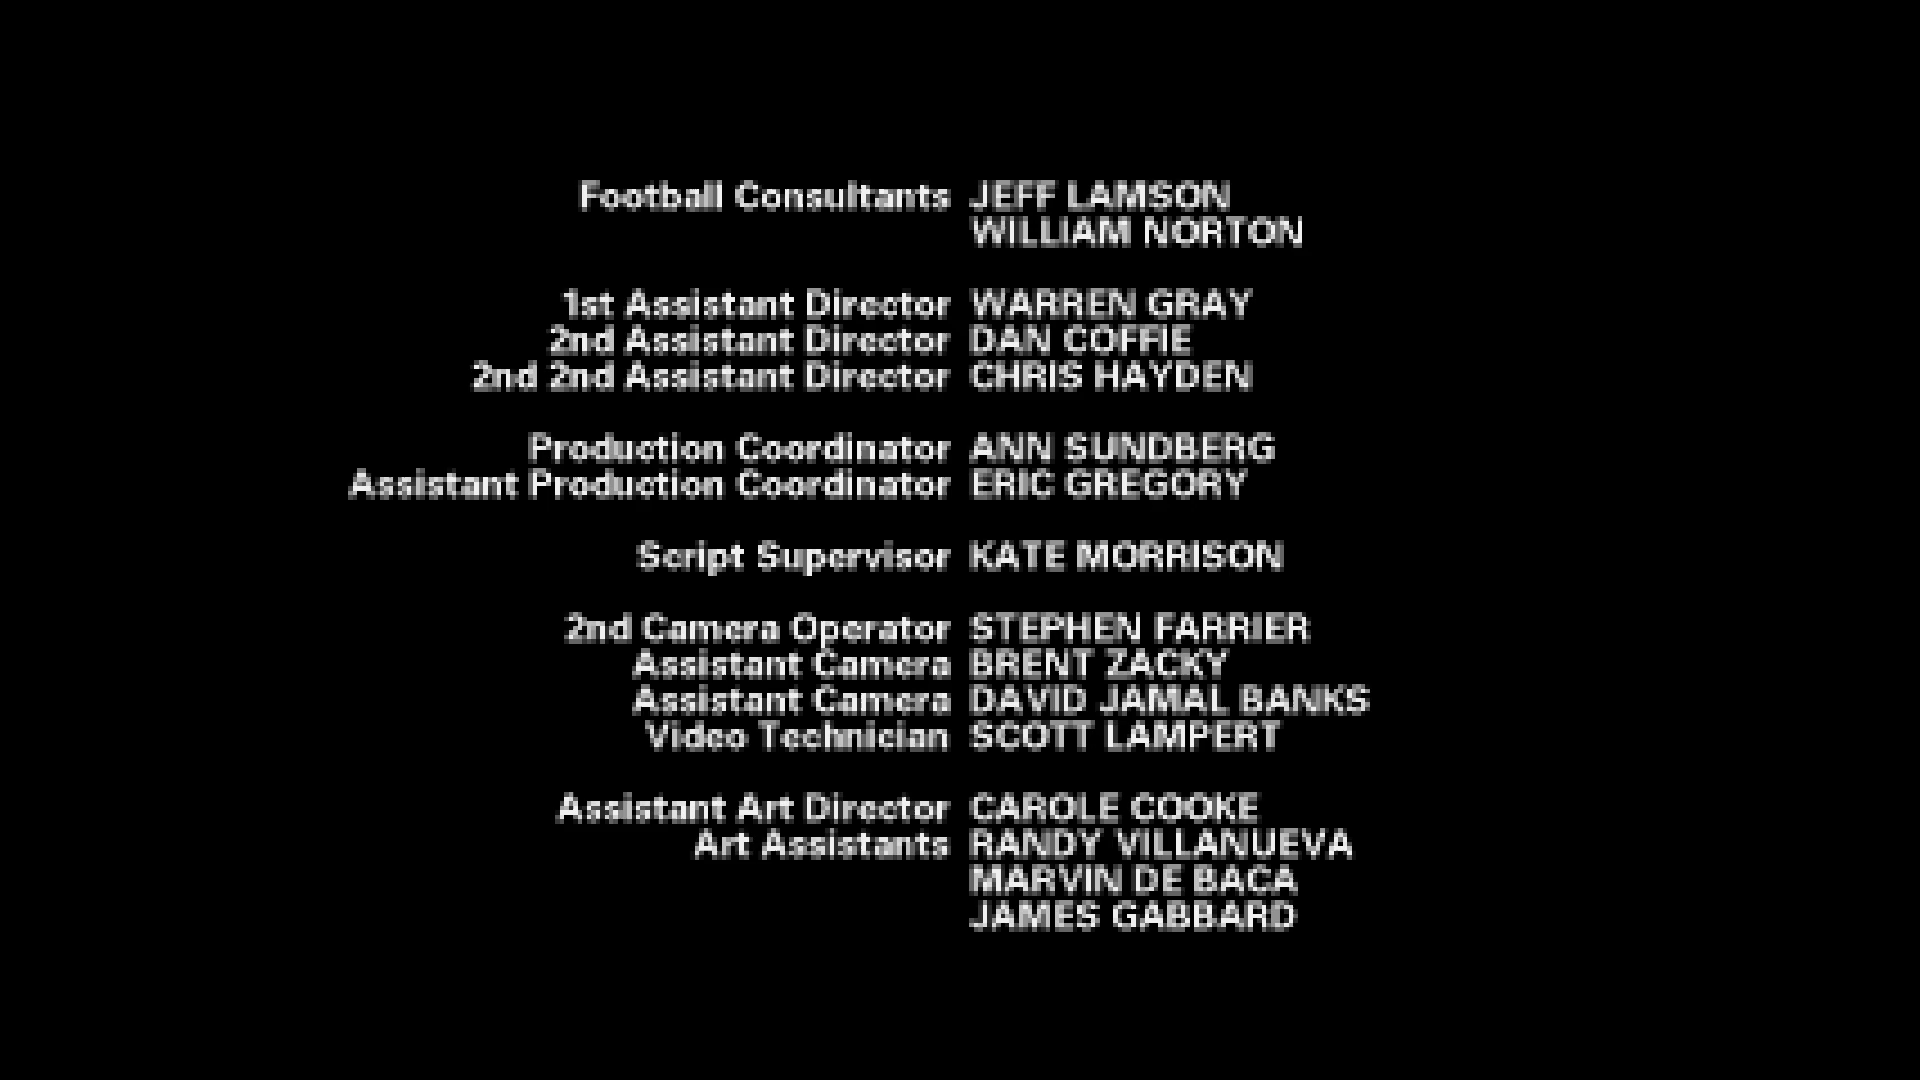 Football Consultants JEFF LAMSON
WILLIAM NORTON
1st Assistant Director WARREN GRAY
2nd Assistant Director DAN COFFIE
2nd 2nd Assistant Director CHRIS HAYDEN
Production Coordinator ANN SUNDBERG
Assistant Production Coordinator ERIC GREGORY
Script Supervisor KATE MORRISON
2nd Camera Operator STEPHEN FARRIER
Assistant Camera BRENT ZACKY
Assistant Camera DAVID JAMAL BANKS
Video Technician SCOTT LAMPERT
Assistant Art Director CAROLE COOKE
Art Assistants RANDY VILLANUEVA
MARVIN DE BACA
JAMES GABBARD